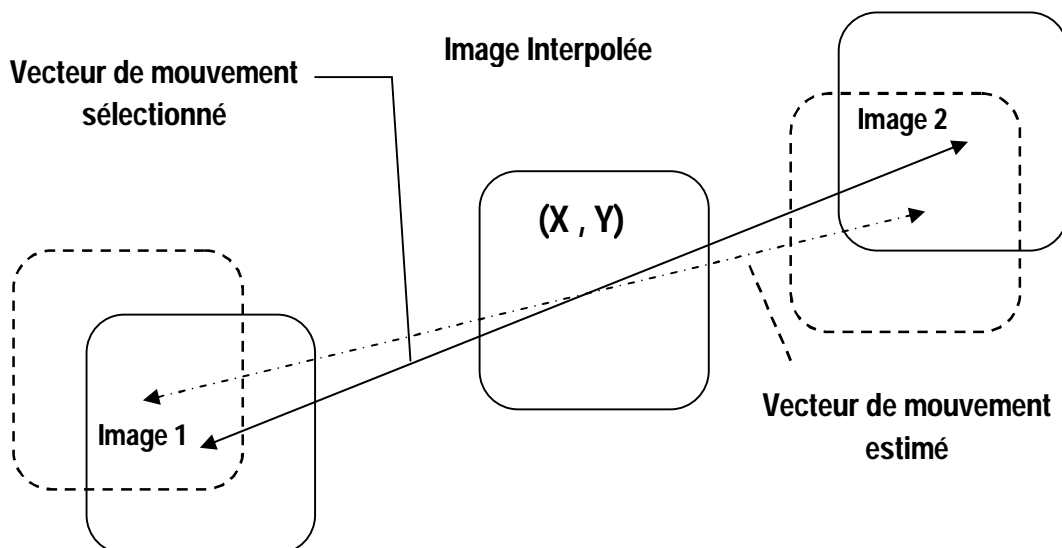 Image Interpolée
Vecteur de mouvement
sélectionné
Image 2
(X , Y)
Image 1
Vecteur de mouvement
estimé